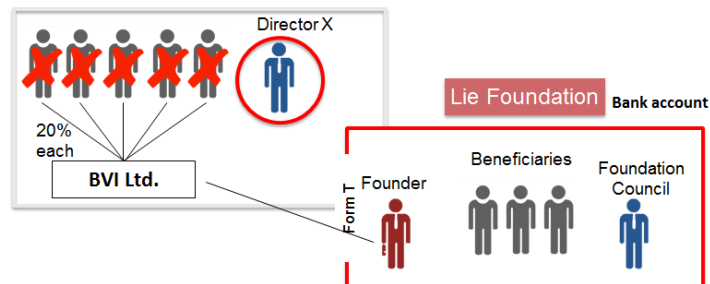 Director X
20%
each
BVI Ltd.
Lie Foundation
Bank account
Form T
Founder
Beneficiaries
Foundation
Council